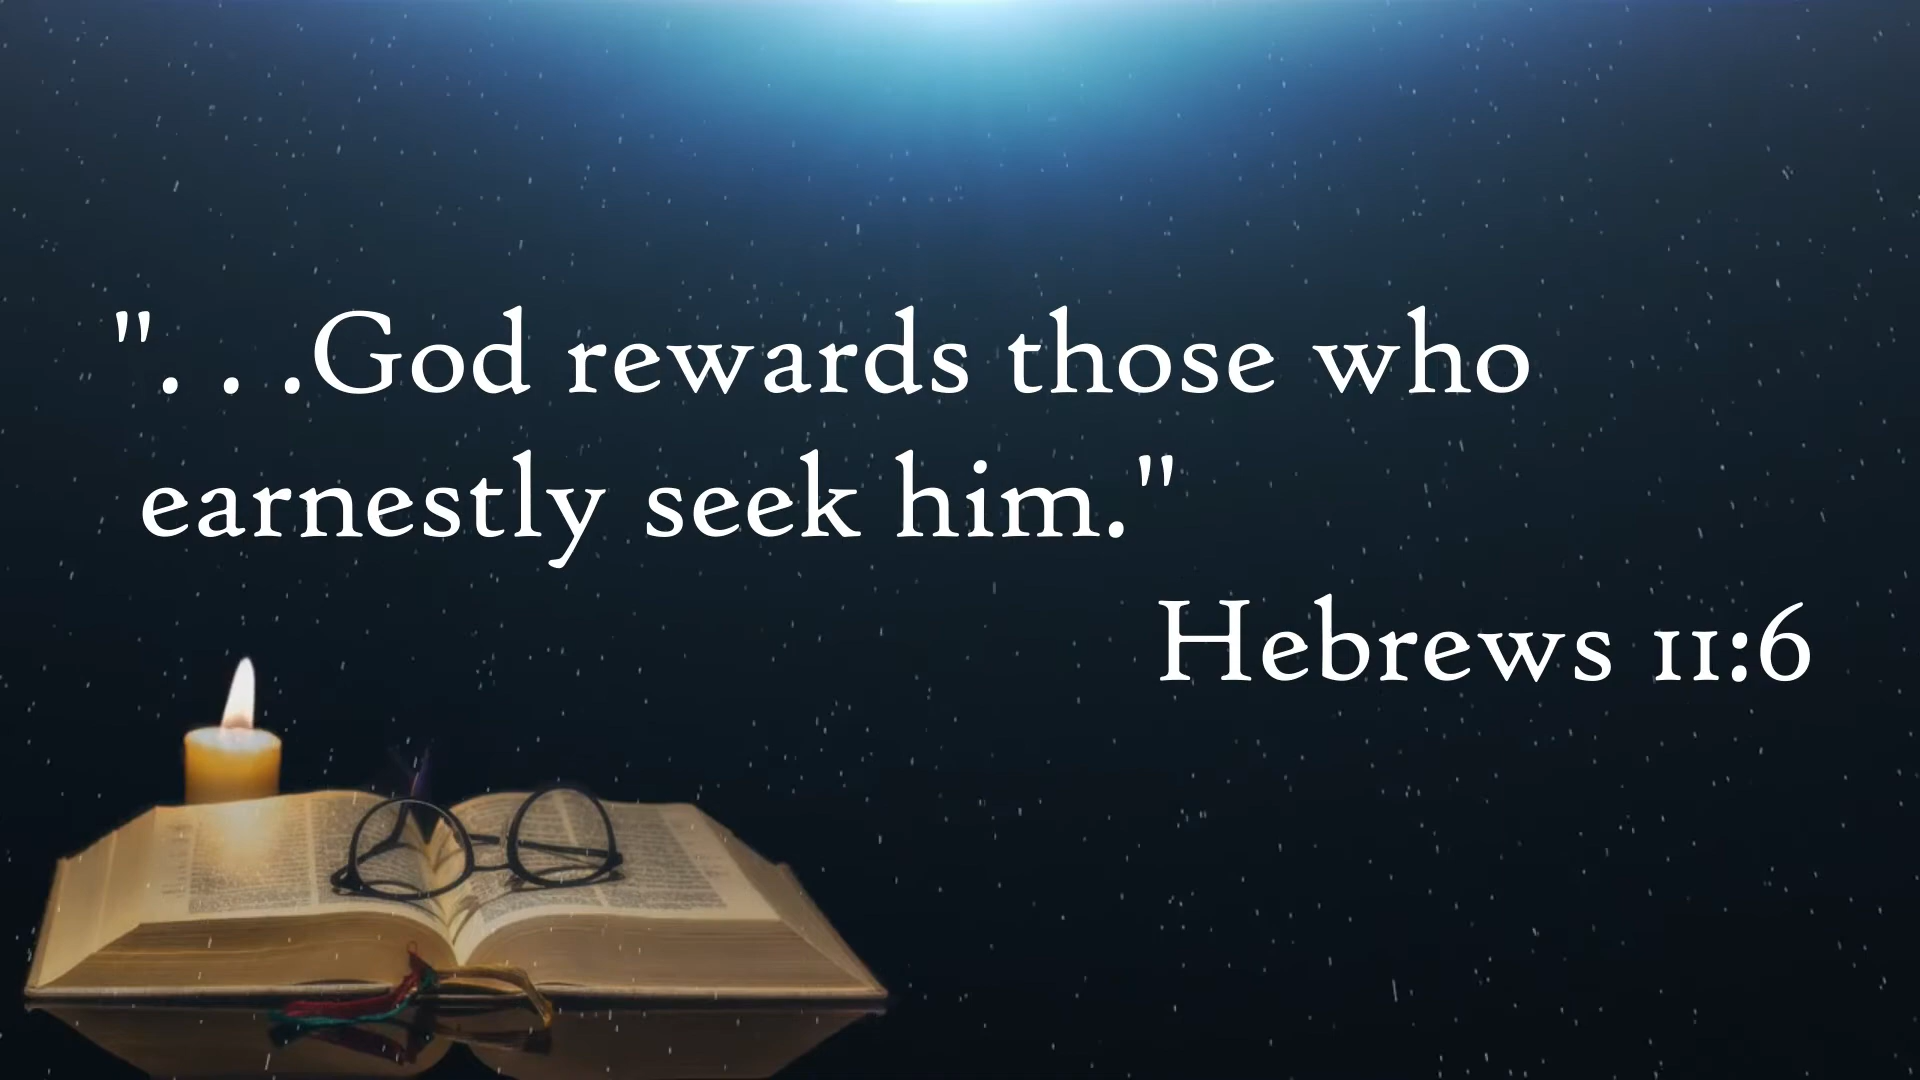 ". . .God rewards those who
earnestly seek him."
Hebrews 11:6